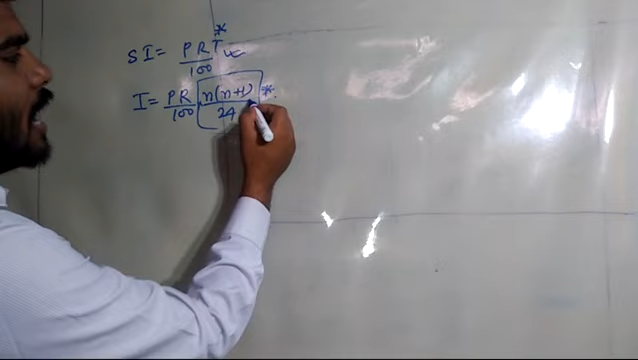 SI = PRT/100
I = PR/100 × n(n+1)/24